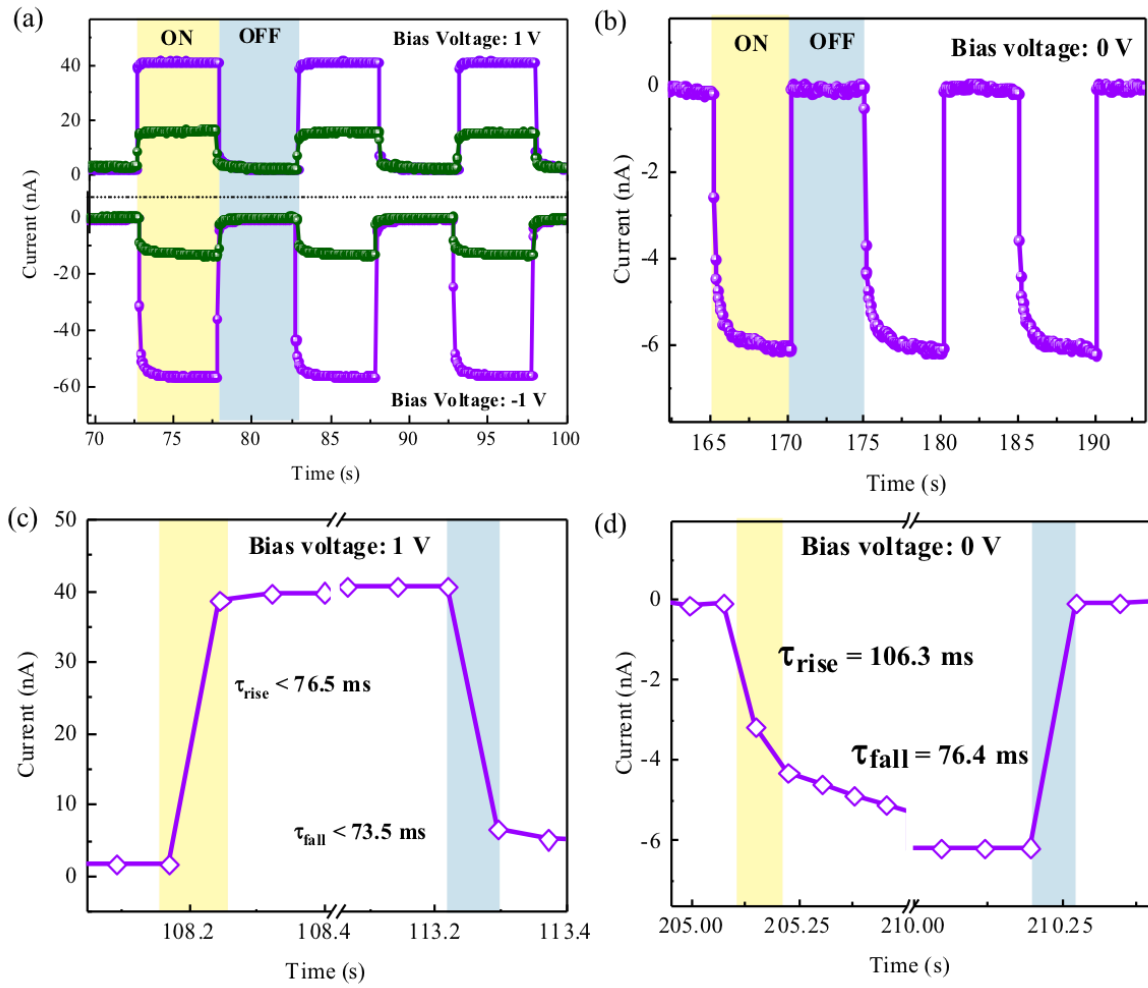 (a)
ON
OFF
Bias Voltage: 1 V
40
20
0
0
-20
-40
-60
Current (nA)
Bias Voltage: -1 V
70
75
80
85
90
95
100
Time (s)
(b)
ON
OFF
Bias voltage: 0 V
0
-2
-4
-6
Current (nA)
165
170
175
180
185
190
Time (s)
(c)
Bias voltage: 1 V
50
40
30
20
10
0
Current (nA)
τrise < 76.5 ms
τfall < 73.5 ms
108.2
108.4
113.2
113.4
Time (s)
(d)
Bias voltage: 0 V
0
-2
-4
-6
Current (nA)
τrise = 106.3 ms
τfall = 76.4 ms
205.00
205.25
210.00
210.25
Time (s)